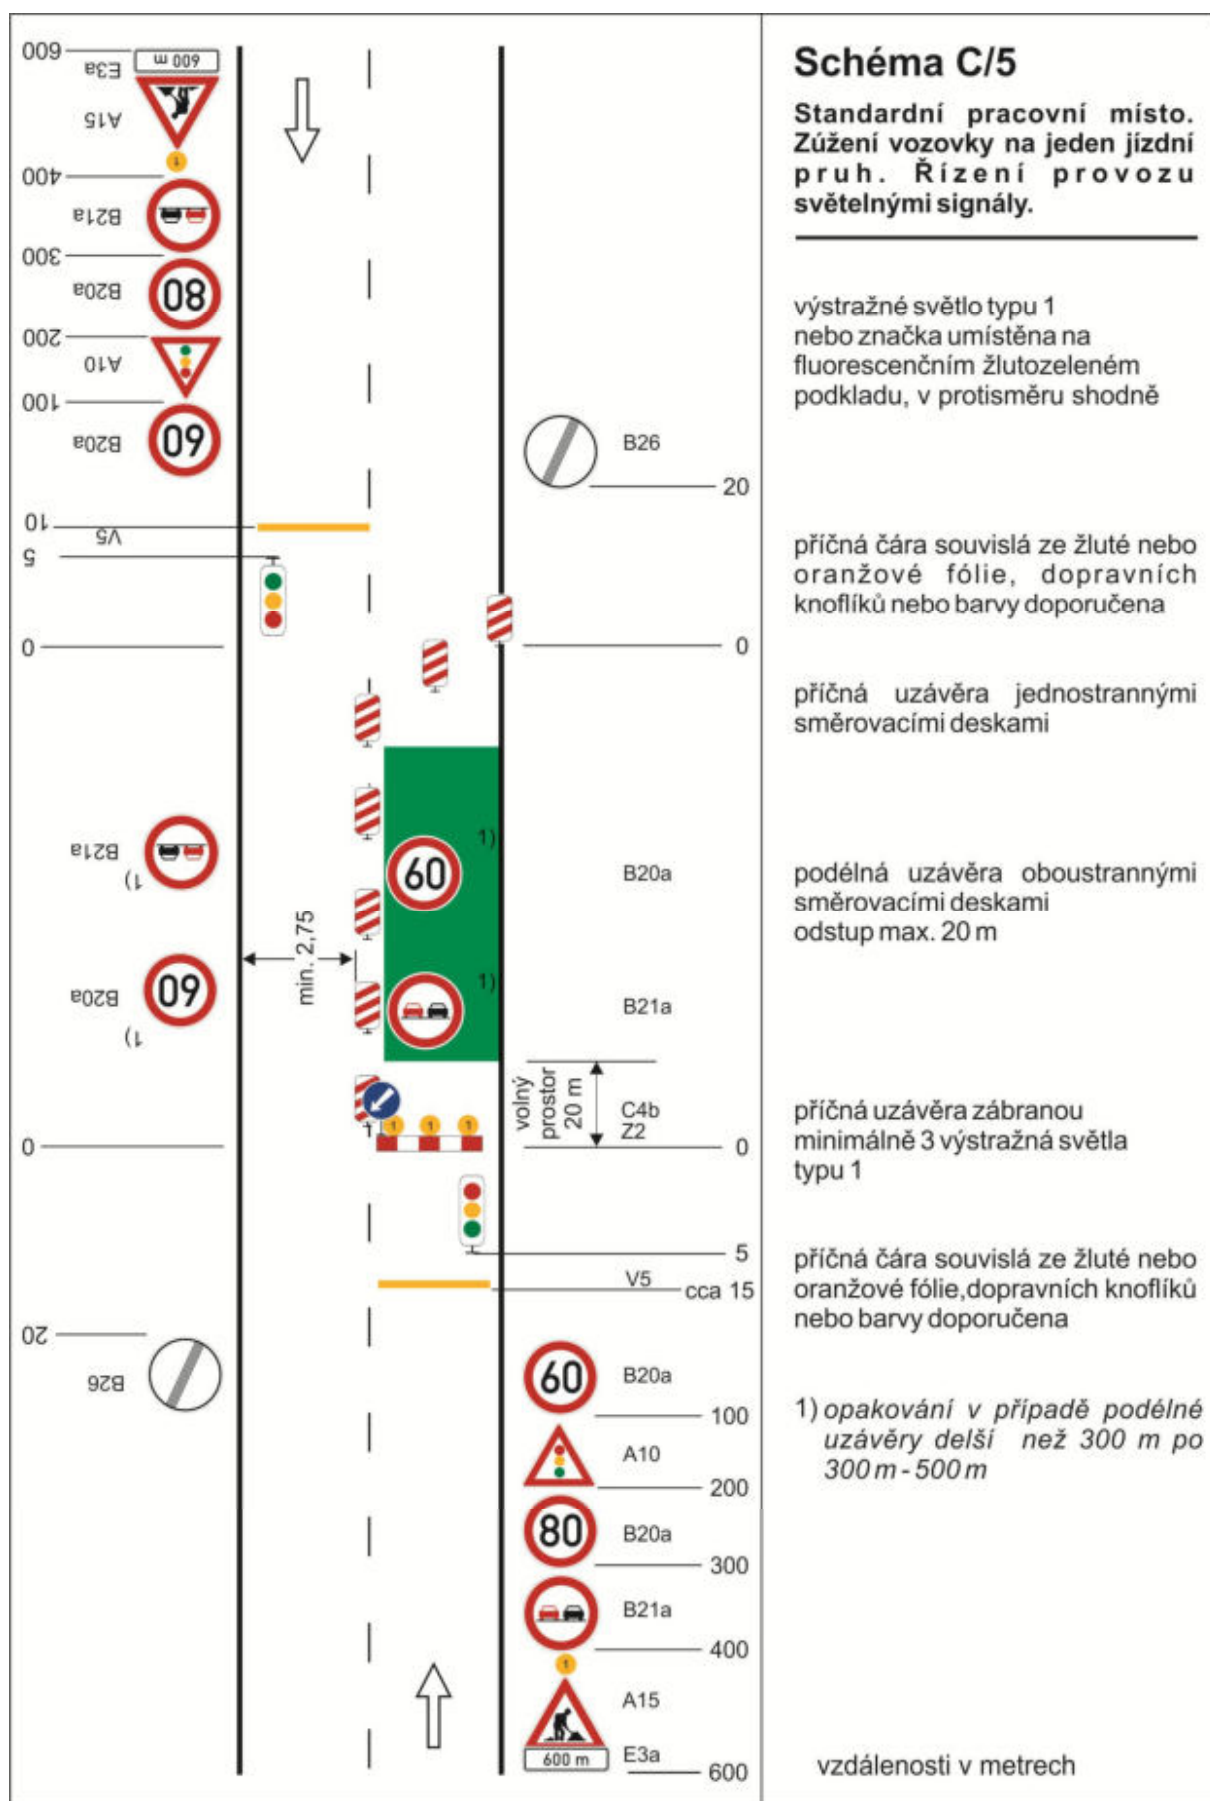 Schéma C/5
Standardní pracovní místo.
Zúžení vozovky na jeden jízdní
pruh. Řízení provozu
světelnými signály.
výstražné světlo typu 1
nebo značka umístěna na
fluorescenčním žlutozeleném
podkladu, v protisměru shodně
příčná čára souvislá ze žluté nebo
oranžové fólie, dopravních
knoflíků nebo barvy doporučena
příčná uzávěra jednostrannými
směrovacími deskami
podélná uzávěra oboustrannými
směrovacími deskami
odstup max. 20 m
příčná uzávěra zábranou
minimálně 3 výstražná světla
typu 1
příčná čára souvislá ze žluté nebo
oranžové fólie,dopravních knoflíků
nebo barvy doporučena
1) opakování v případě podélné
uzávěry delší než 300 m po
300 m - 500 m
vzdálenosti v metrech
600
E3a
600 m
A15
1
400
B21a
300
B20a
80
200
A10
100
B20a
60
10
V5
5
0
B21a
1)
B20a
60
1)
0
20
B26
B26
20
0
1)
60
B20a
min. 2,75
1)
B21a
volný
prostor
20 m
C4b
Z2
1
1
1
0
5
V5
cca 15
60
B20a
100
A10
200
80
B20a
300
B21a
400
1
A15
600 m
E3a
600